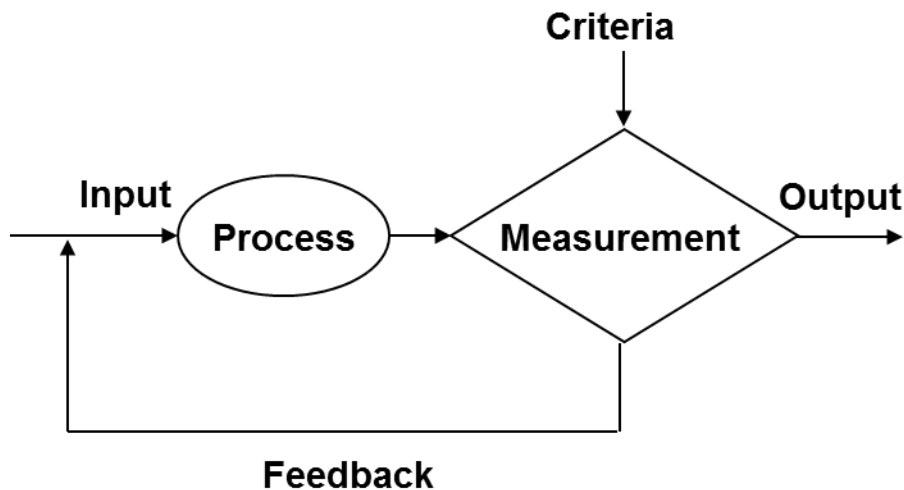 Criteria
Input
Output
Process
Measurement
Feedback